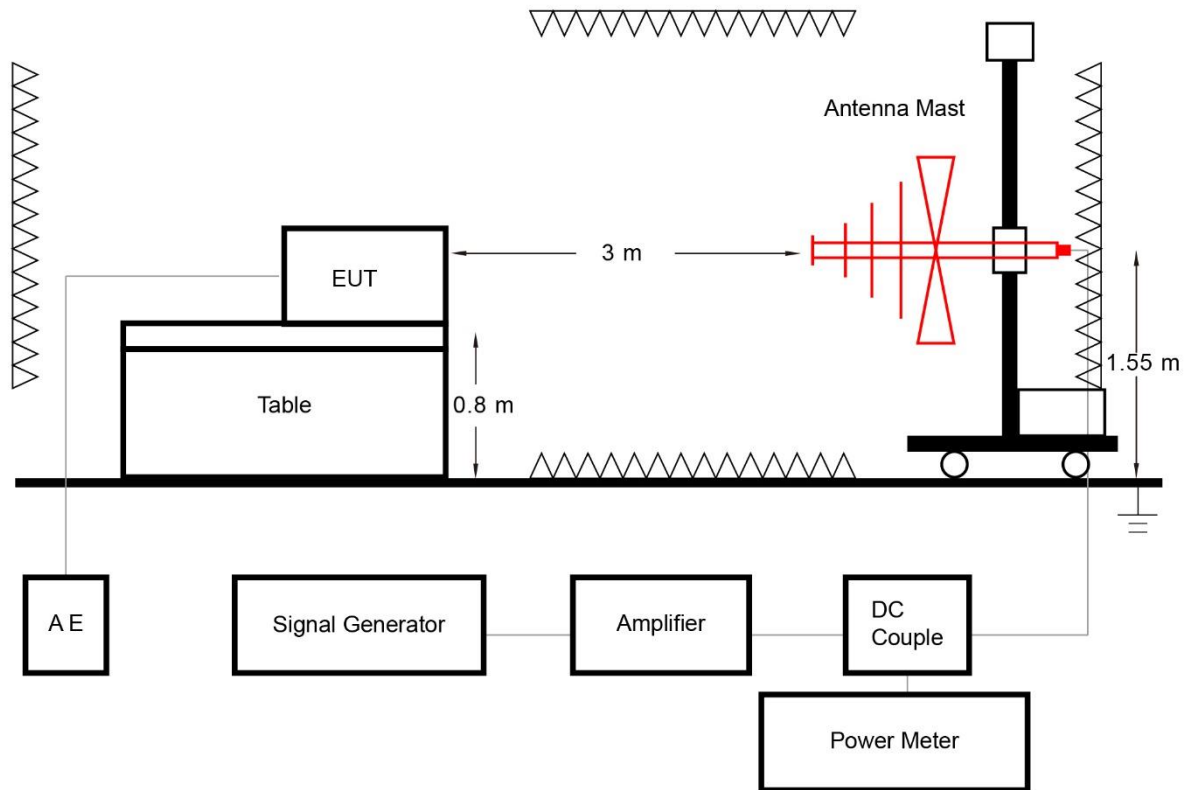 Antenna Mast
3 m
EUT
1.55 m
Table
0.8 m
A E
Signal Generator
Amplifier
DC
Couple
Power Meter